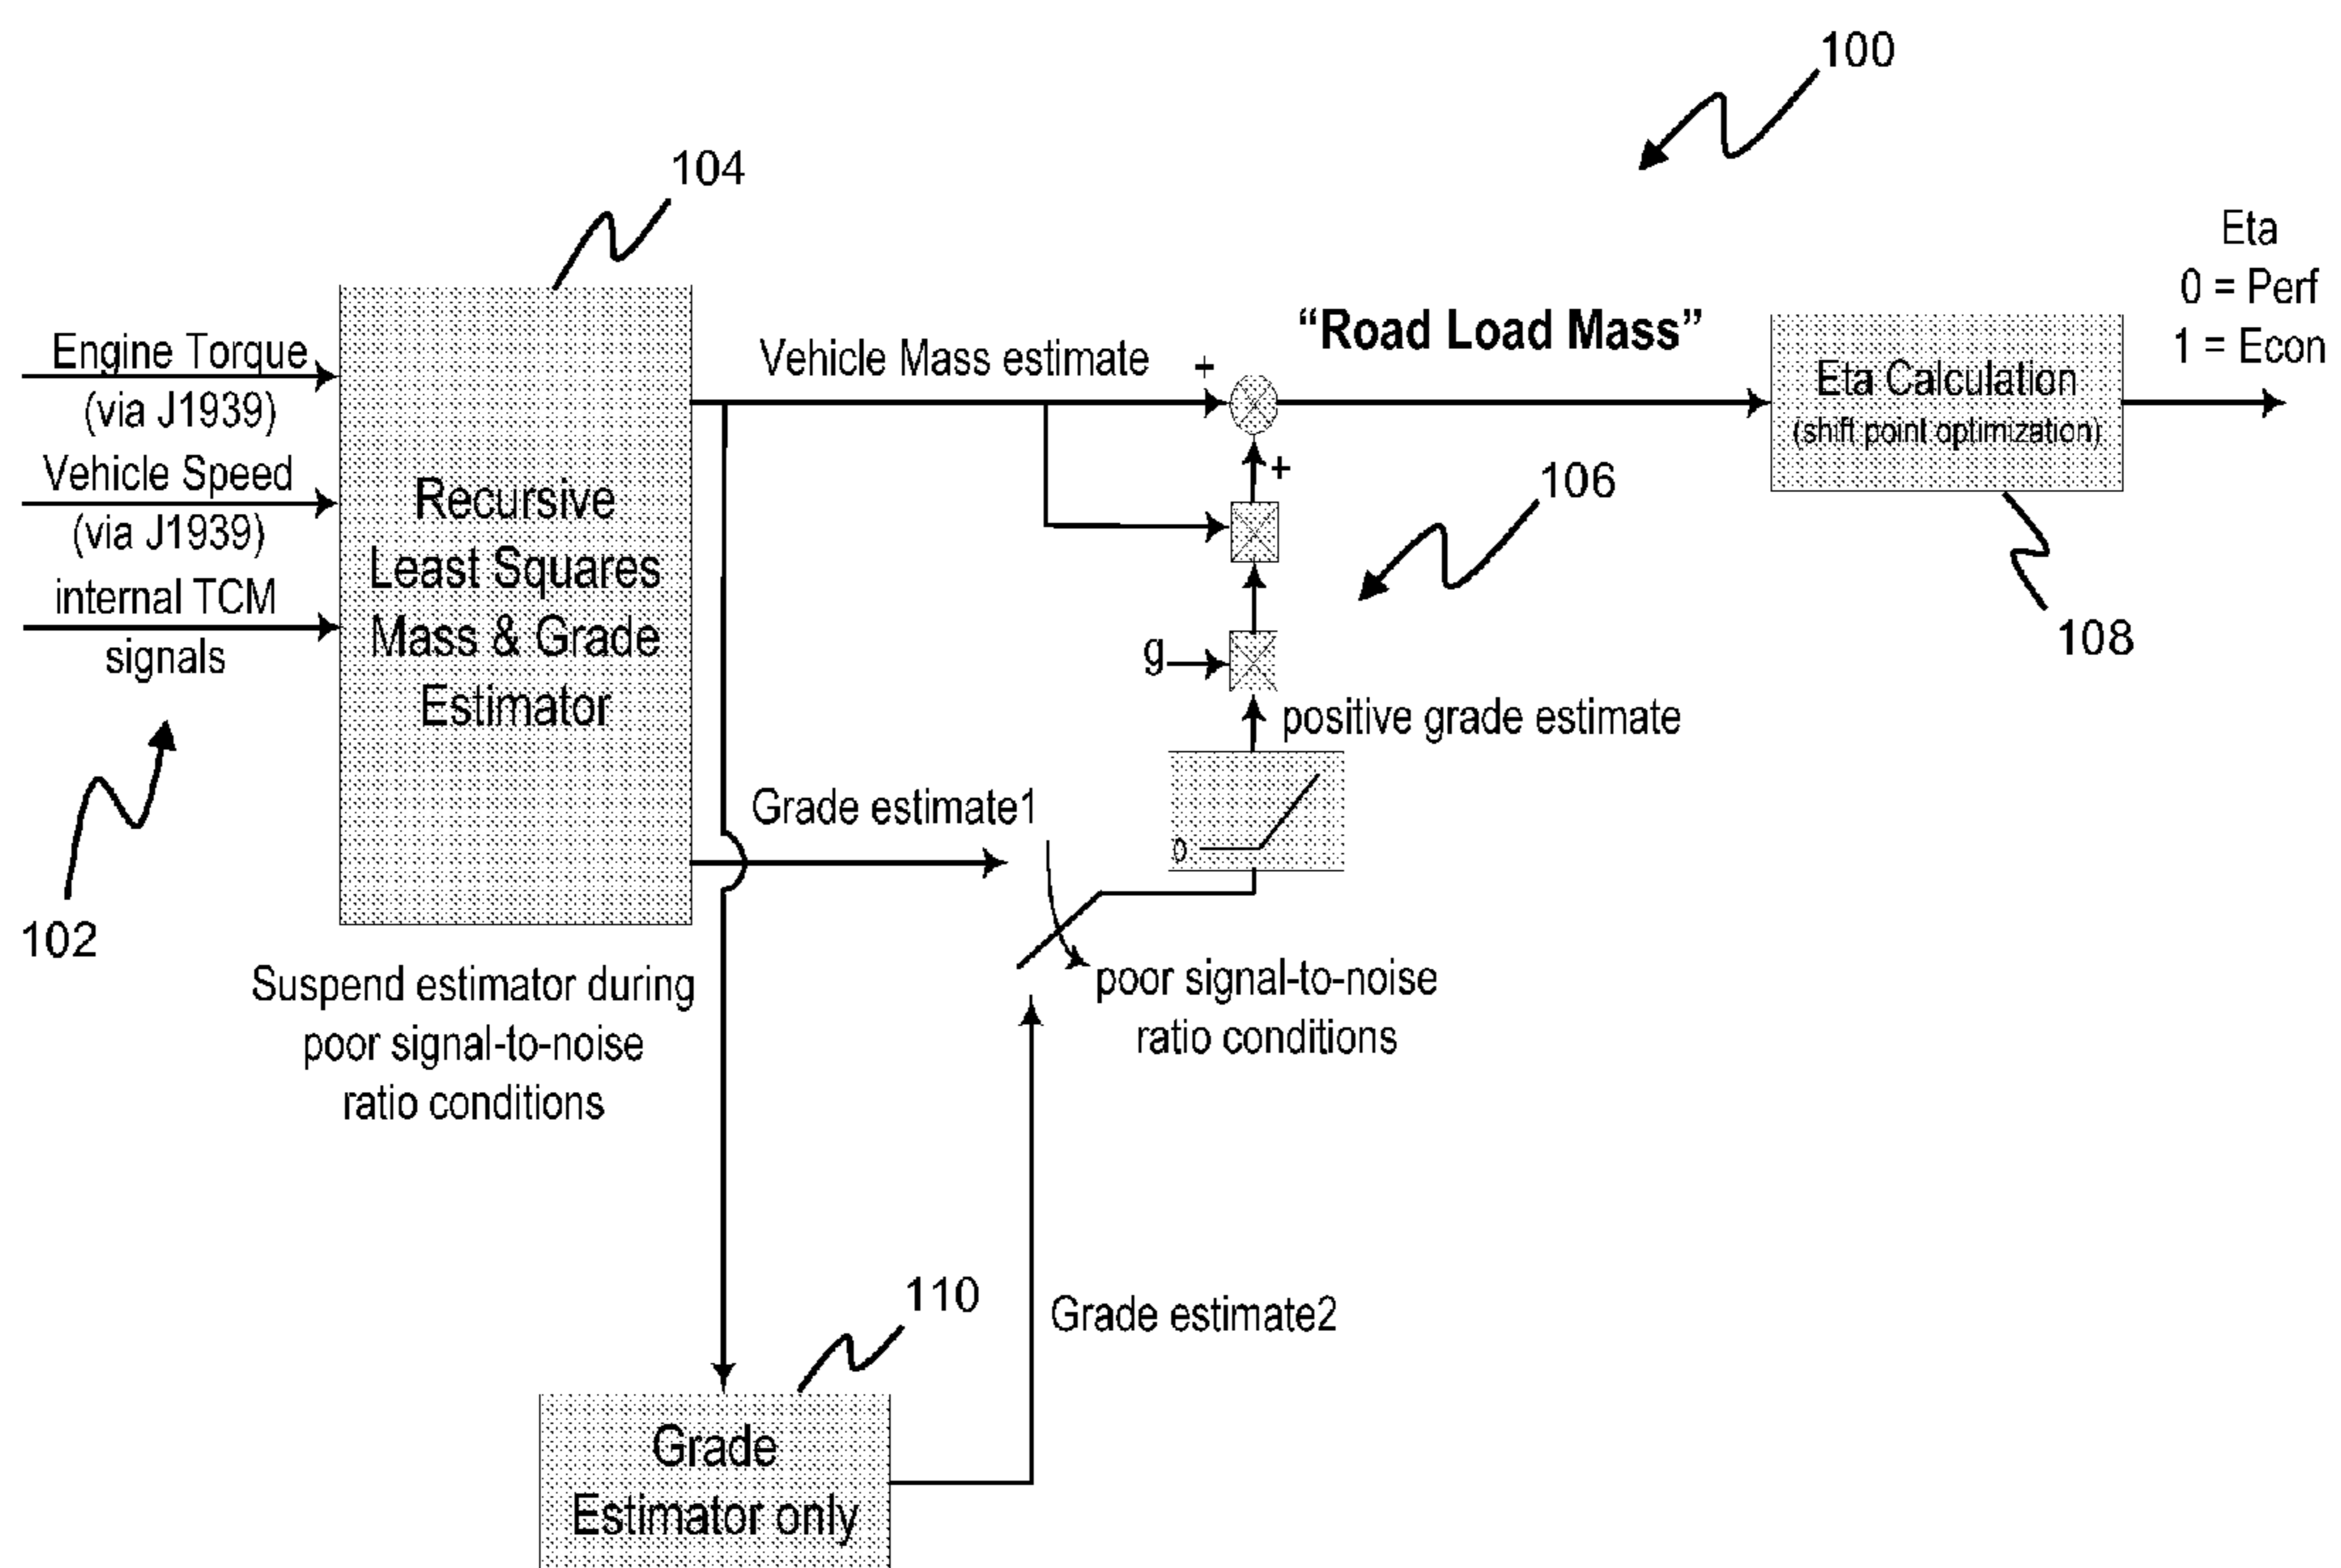 100
104
Eta
0 = Perf
1 = Econ
Engine Torque
(via J1939)
Vehicle Speed
(via J1939)
internal TCM
signals
102
Recursive
Least Squares
Mass & Grade
Estimator
Vehicle Mass estimate
+
“Road Load Mass”
Eta Calculation
(shift point optimization)
108
+
106
g
positive grade estimate
0
Grade estimate1
Suspend estimator during
poor signal-to-noise
ratio conditions
poor signal-to-noise
ratio conditions
110
Grade estimate2
Grade
Estimator only